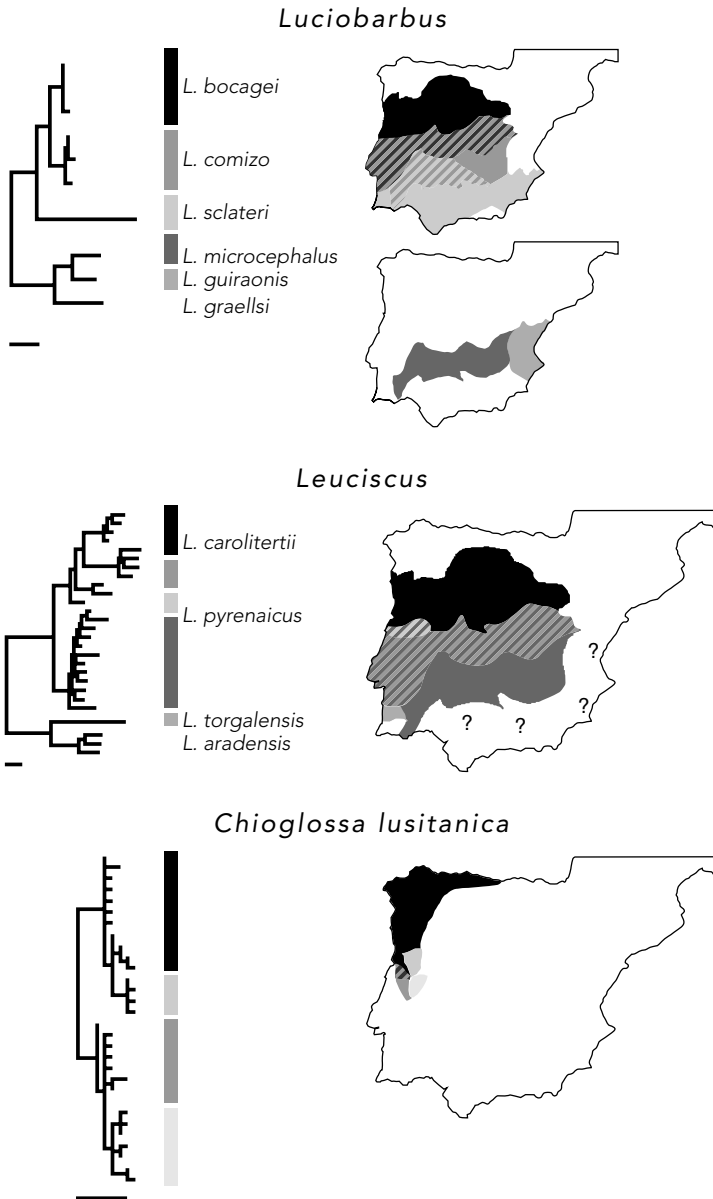 Luciobarbus
L. bocagei
L. comizo
L. sclateri
L. microcephalus
L. guiraonis
L. graellsi
Leuciscus
L. carolitertii
L. pyrenaicus
?
?
?
?
L. torgalensis
L. aradensis
Chioglossa lusitanica